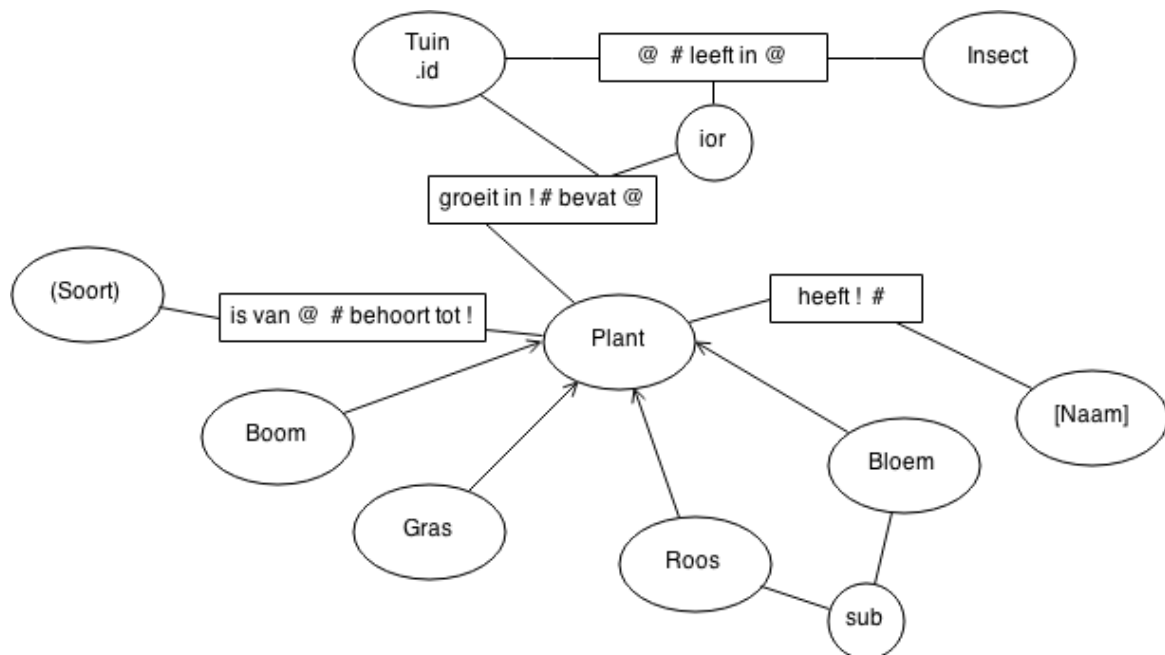 Tuin
.id
@ # leeft in @
Insect
ior
groeit in ! # bevat @
(Soort)
is van @ # behoort tot !
heeft ! #
Plant
[Naam]
Boom
Bloem
Gras
Roos
sub